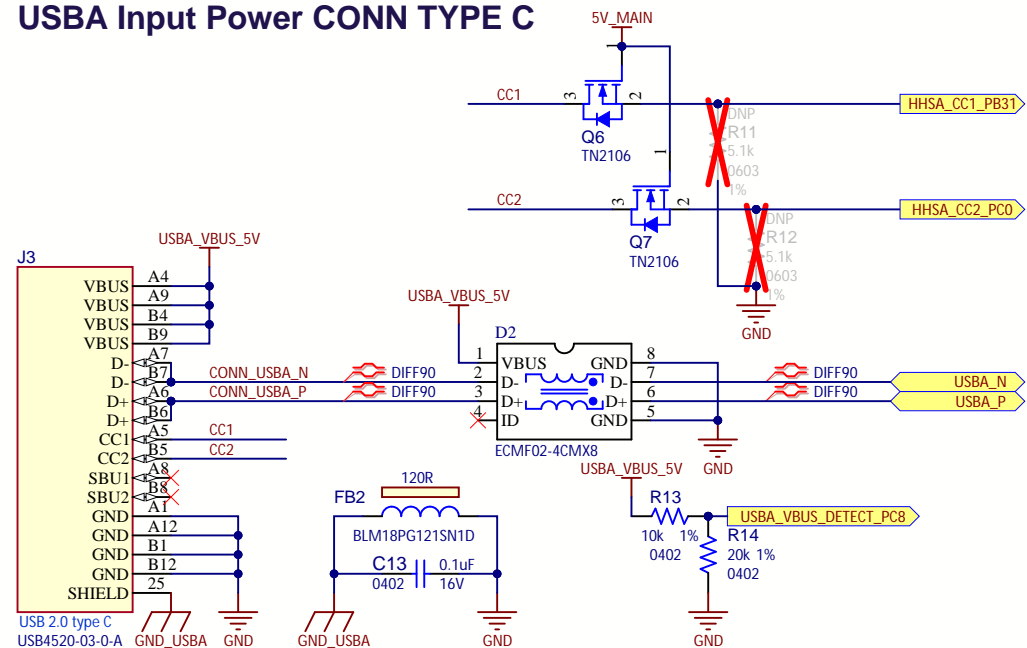 USBA Input Power CONN TYPE C
5V_MAIN
1
CC1
3
2
HHSA_CC1_PB31
Q6
TN2106
DNP
R11
5.1k
0603
1%
1
CC2
3
2
HHSA_CC2_PC0
Q7
TN2106
DNP
R12
5.1k
0603
1%
GND
J3
USBA_VBUS_5V
VBUS A4
VBUS A9
VBUS B4
VBUS B9
D- A7
D- B7
D+ A6
D+ B6
CC1 A5
CC2 B5
SBU1 A8
SBU2 B8
GND A1
GND A12
GND B1
GND B12
SHIELD 25
USB 2.0 type C
USB4520-03-0-A
GND_USBA
GND
CONN_USBA_N
DIFF90
CONN_USBA_P
DIFF90
CC1
CC2
USBA_VBUS_5V
D2
1 VBUS GND 8
2 D- D- 7
3 D+ D+ 6
4 ID GND 5
ECMF02-4CMX8
DIFF90
USBA_N
DIFF90
USBA_P
GND
120R
FB2
BLM18PG121SN1D
C13 0.1uF
0402 16V
GND_USBA
GND
USBA_VBUS_5V
R13
10k 1%
0402
USBA_VBUS_DETECT_PC8
R14
20k 1%
0402
GND